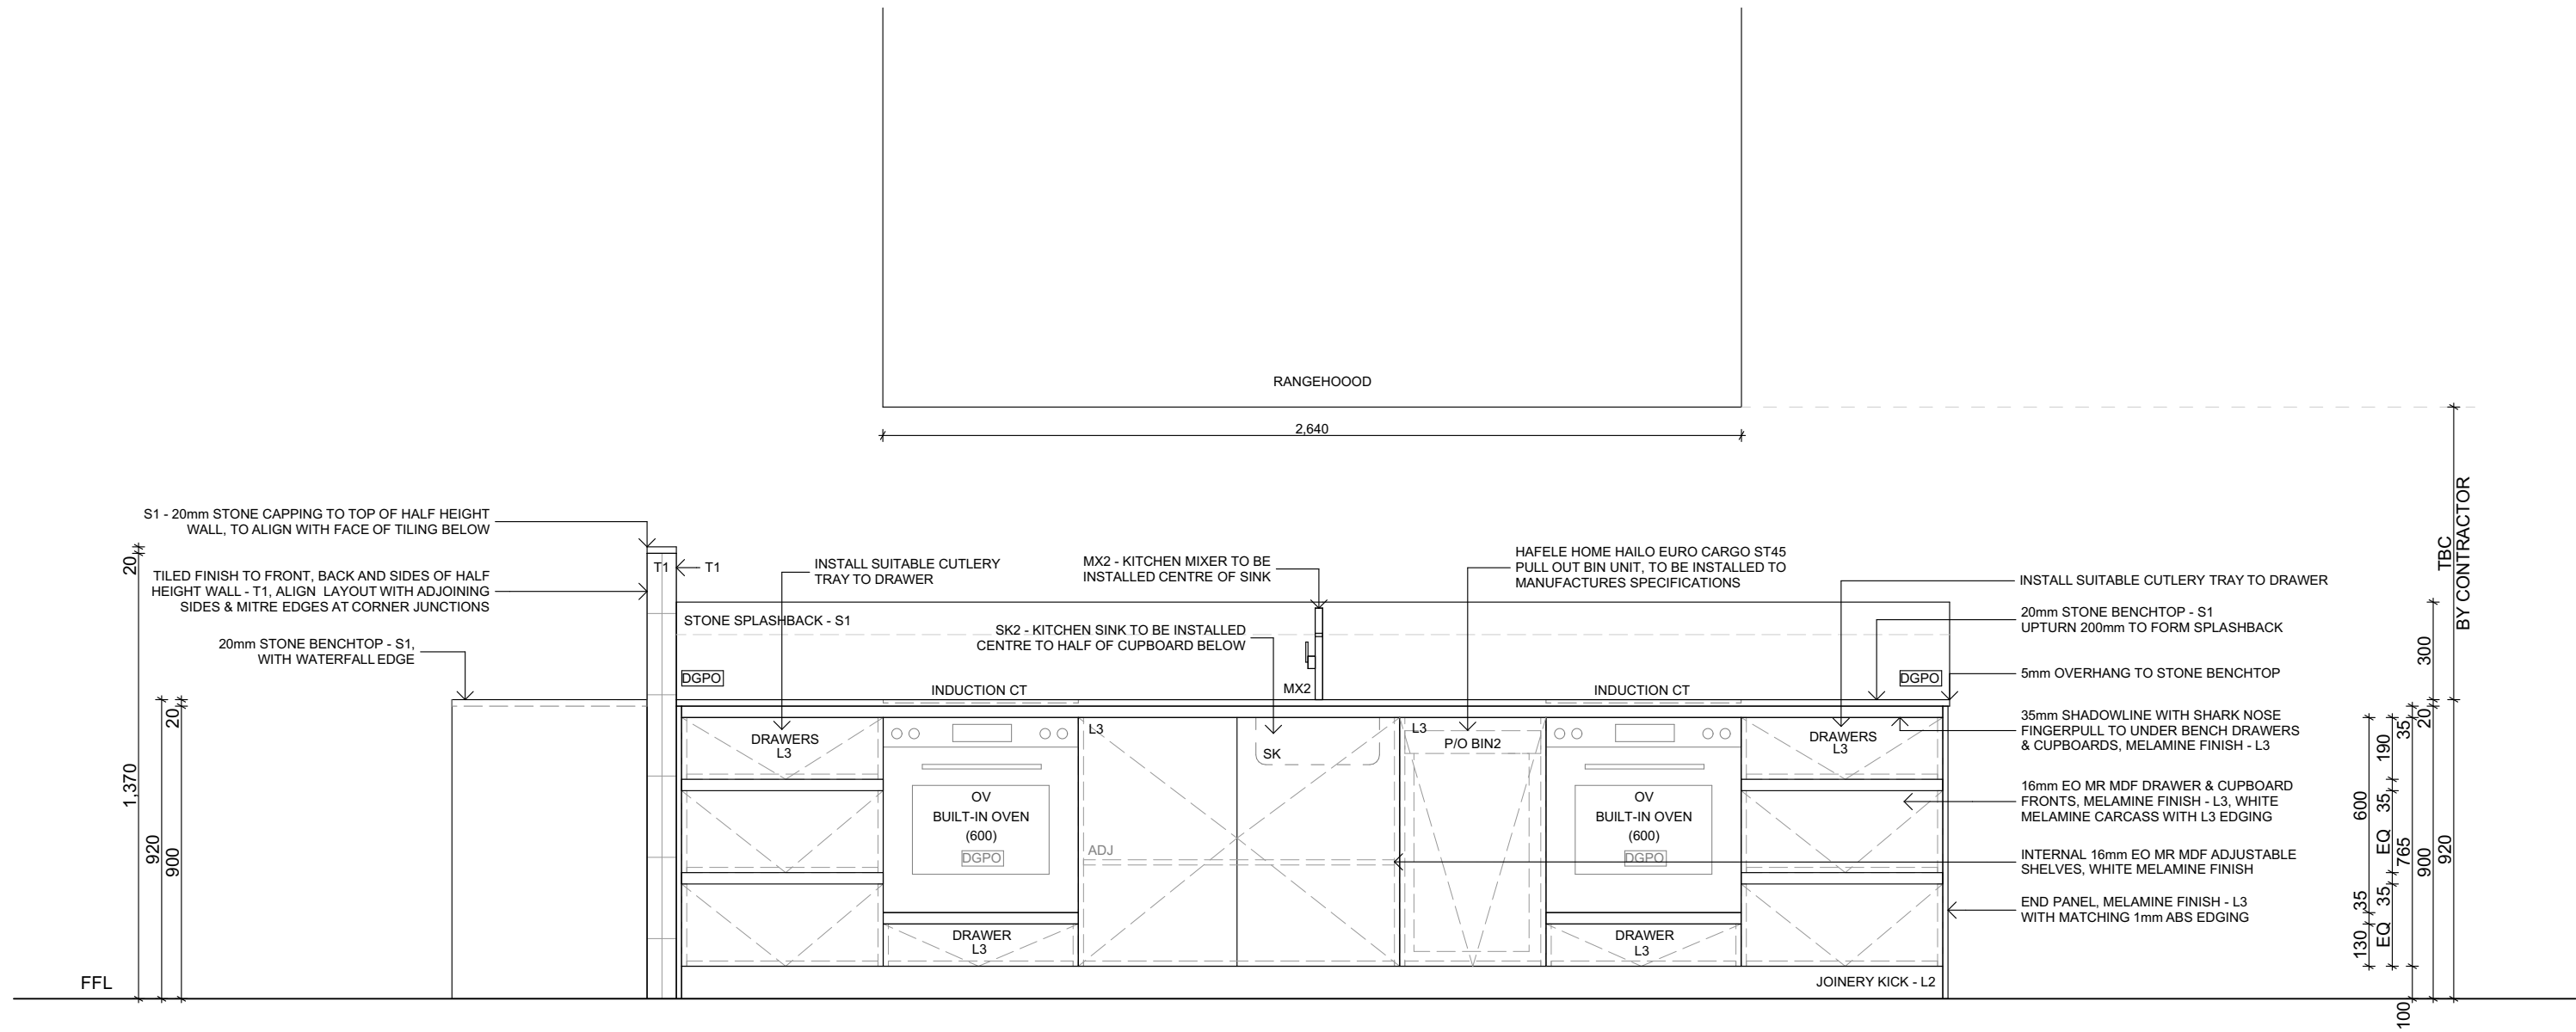 RANGEHOOOD
2,640
S1 - 20mm STONE CAPPING TO TOP OF HALF HEIGHT
WALL, TO ALIGN WITH FACE OF TILING BELOW
TILED FINISH TO FRONT, BACK AND SIDES OF HALF
HEIGHT WALL - T1, ALIGN LAYOUT WITH ADJOINING
SIDES & MITRE EDGES AT CORNER JUNCTIONS
20mm STONE BENCHTOP - S1,
WITH WATERFALL EDGE
20
1,370
920
20
900
FFL
T1
T1
INSTALL SUITABLE CUTLERY
TRAY TO DRAWER
MX2 - KITCHEN MIXER TO BE
INSTALLED CENTRE OF SINK
HAFELE HOME HAILO EURO CARGO ST45
PULL OUT BIN UNIT, TO BE INSTALLED TO
MANUFACTURES SPECIFICATIONS
STONE SPLASHBACK - S1
SK2 - KITCHEN SINK TO BE INSTALLED
CENTRE TO HALF OF CUPBOARD BELOW
DGPO
INDUCTION CT
MX2
INDUCTION CT
DGPO
DRAWERS
L3
L3
SK
L3
P/O BIN2
DRAWERS
L3
OV
BUILT-IN OVEN
(600)
DGPO
ADJ
OV
BUILT-IN OVEN
(600)
DGPO
DRAWER
L3
DRAWER
L3
JOINERY KICK - L2
INSTALL SUITABLE CUTLERY TRAY TO DRAWER
20mm STONE BENCHTOP - S1
UPTURN 200mm TO FORM SPLASHBACK
5mm OVERHANG TO STONE BENCHTOP
35mm SHADOWLINE WITH SHARK NOSE
FINGERPULL TO UNDER BENCH DRAWERS
& CUPBOARDS, MELAMINE FINISH - L3
16mm EO MR MDF DRAWER & CUPBOARD
FRONTS, MELAMINE FINISH - L3, WHITE
MELAMINE CARCASS WITH L3 EDGING
INTERNAL 16mm EO MR MDF ADJUSTABLE
SHELVES, WHITE MELAMINE FINISH
END PANEL, MELAMINE FINISH - L3
WITH MATCHING 1mm ABS EDGING
600
35
130
190
35
EQ
35
EQ
35
765
100
300
20
900
TBC
BY CONTRACTOR
920